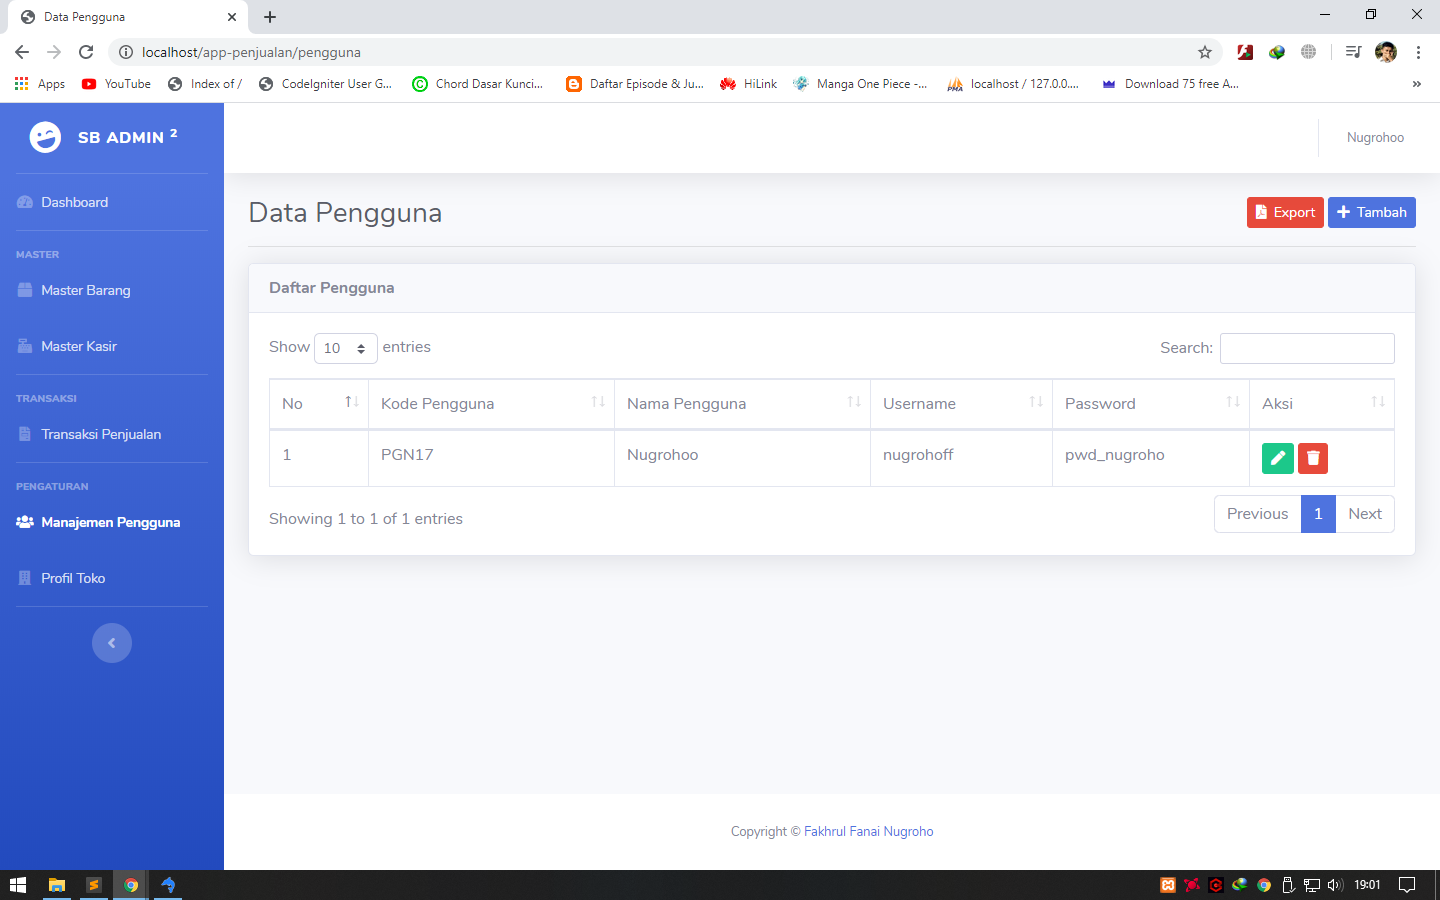 Data Pengguna
localhost/app-penjualan/pengguna
Apps YouTube Index of / CodeIgniter User G... Chord Dasar Kunci... Daftar Episode & Ju... HiLink Manga One Piece -... localhost / 127.0.0.... Download 75 free A... »
SB ADMIN 2
Nugrohoo
Dashboard
MASTER
Master Barang
Master Kasir
TRANSAKSI
Transaksi Penjualan
PENGATURAN
Manajemen Pengguna
Profil Toko
Data Pengguna
Export Tambah
Daftar Pengguna
Show 10 entries Search:
No Kode Pengguna Nama Pengguna Username Password Aksi
1 PGN17 Nugrohoo nugrohoff pwd_nugroho
Showing 1 to 1 of 1 entries Previous 1 Next
Copyright © Fakhrul Fanai Nugroho
19:01